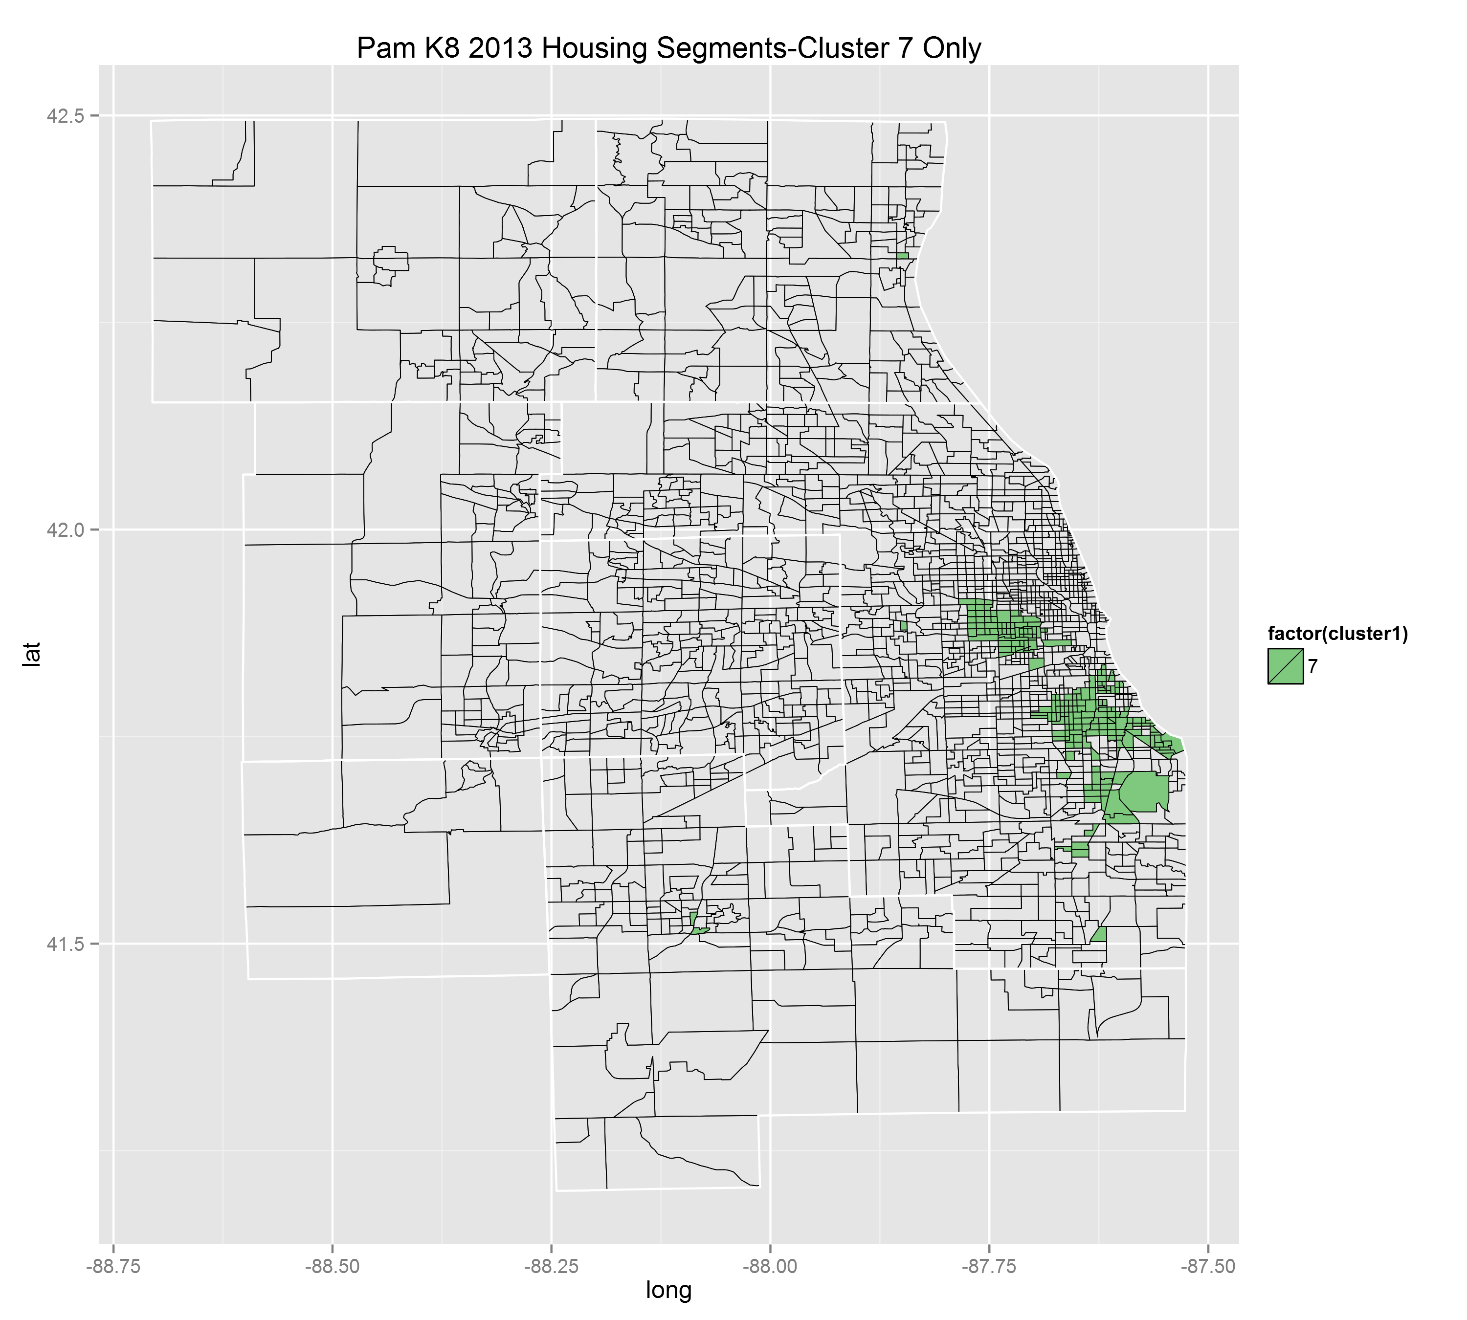 Pam K8 2013 Housing Segments-Cluster 7 Only
42.5
42.0
41.5
lat
-88.75 -88.50 -88.25 -88.00 -87.75 -87.50
long
factor(cluster1)
7